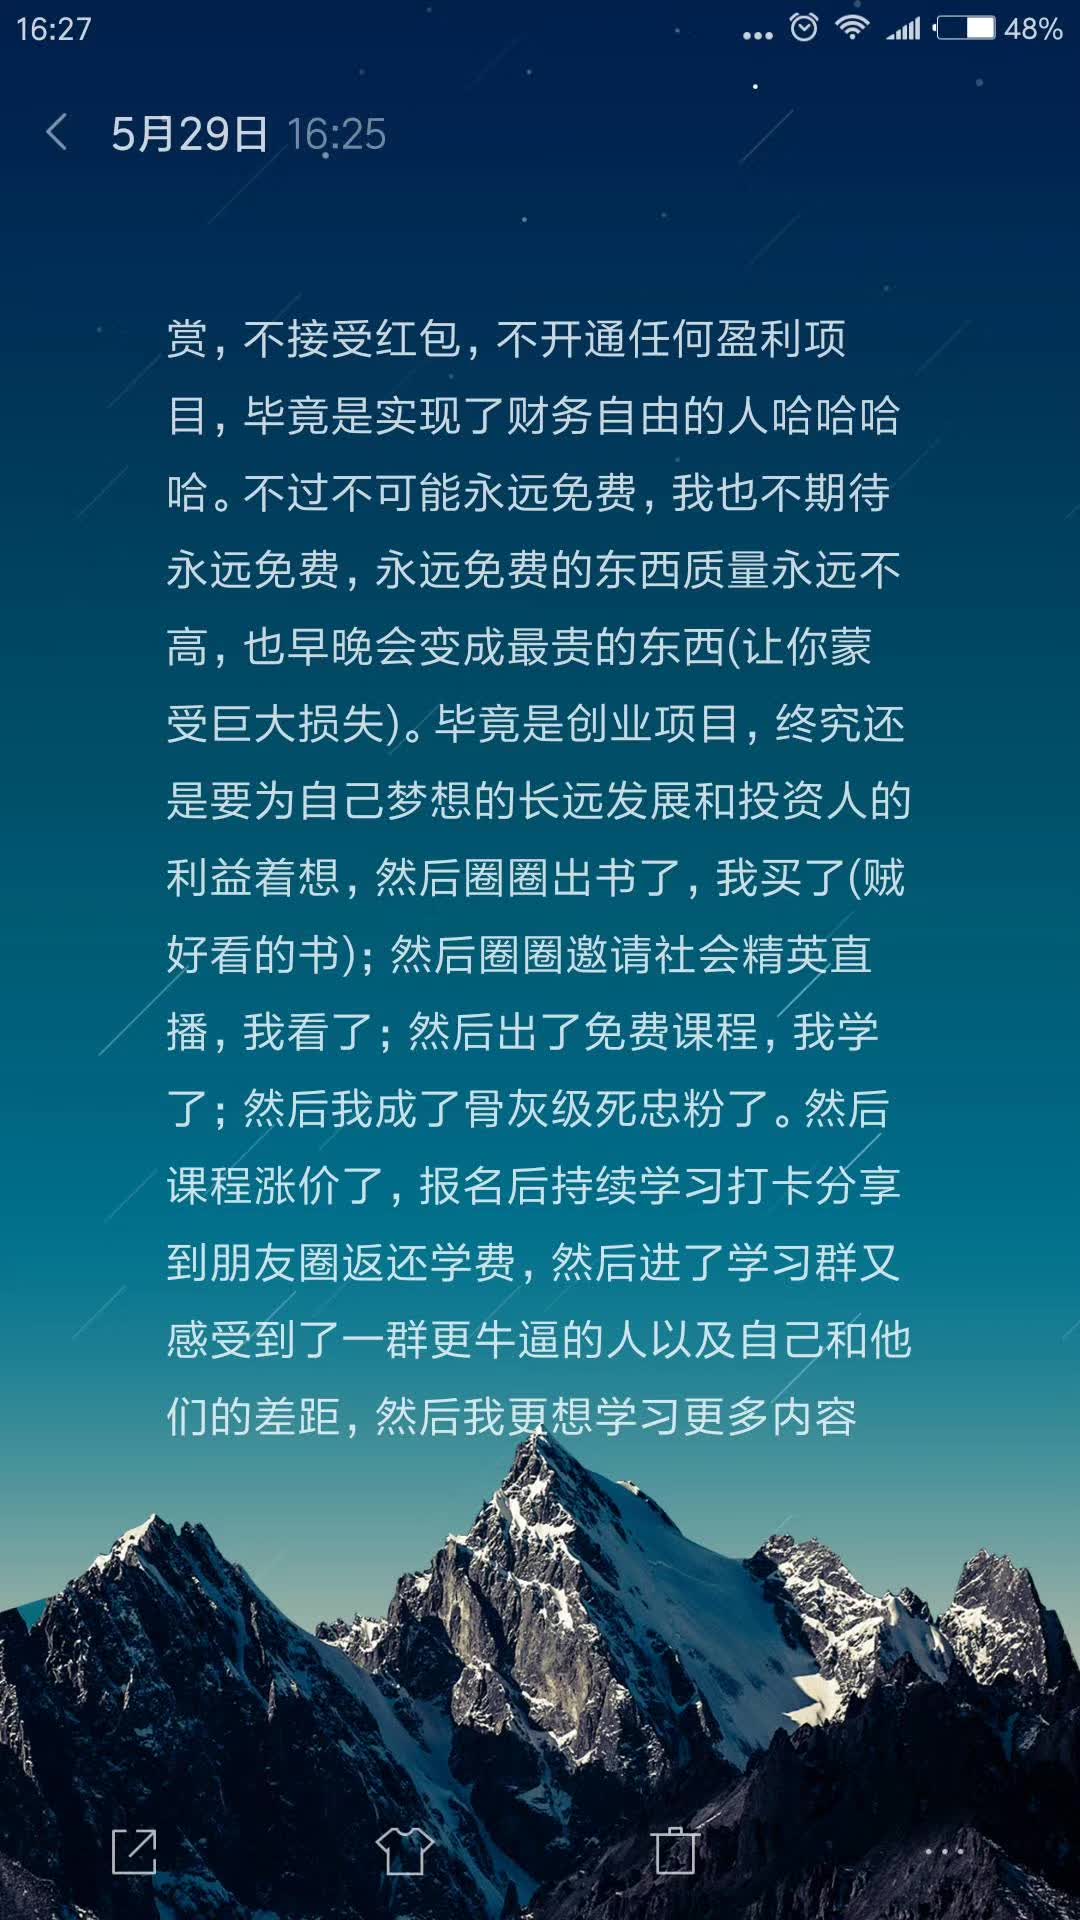 16:27
48%
5月29日 16:25
赏，不接受红包，不开通任何盈利项
目，毕竟是实现了财务自由的人哈哈哈
哈。不过不可能永远免费，我也不期待
永远免费，永远免费的东西质量永远不
高，也早晚会变成最贵的东西(让你蒙
受巨大损失)。毕竟是创业项目，终究还
是要为自己梦想的长远发展和投资人的
利益着想，然后圈圈出书了，我买了(贼
好看的书)；然后圈圈邀请社会精英直
播，我看了；然后出了免费课程，我学
了；然后我成了骨灰级死忠粉了。然后
课程涨价了，报名后持续学习打卡分享
到朋友圈返还学费，然后进了学习群又
感受到了一群更牛逼的人以及自己和他
们的差距，然后我更想学习更多内容